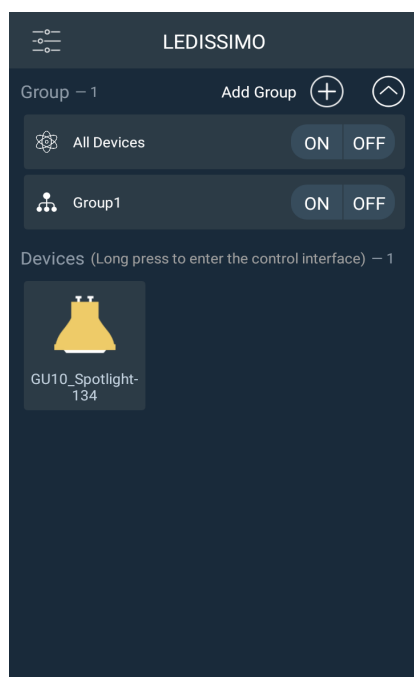 LEDISSIMO
Group – 1 Add Group
All Devices ON OFF
Group1 ON OFF
Devices (Long press to enter the control interface) – 1
GU10_Spotlight-
134